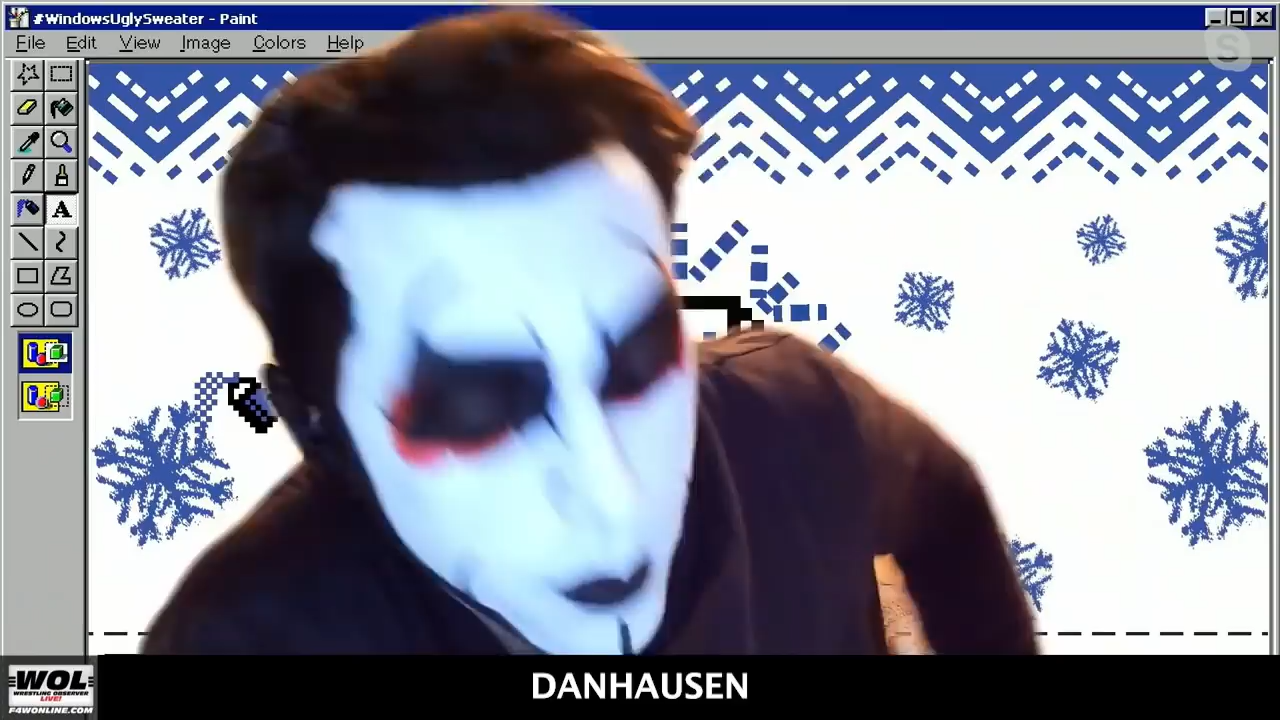 #WindowsUglySweater - Paint
File Edit View Image Colors Help
S
A
WOL
WRESTLING OBSERVER
LIVE!
F4WONLINE.COM
DANHAUSEN